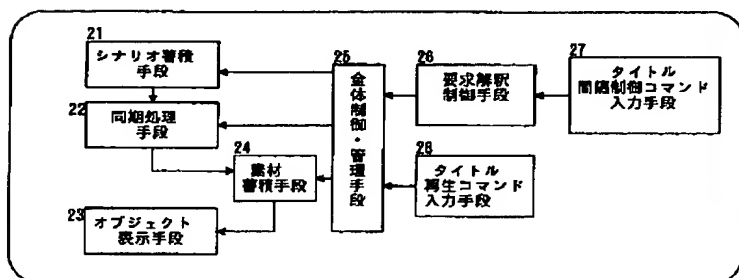 21
シナリオ蓄積
手段
22
同期処理
手段
23
オブジェクト
表示手段
24
素材
蓄積手段
25
全体制御・管理手段
26
要求解釈
制御手段
27
タイトル
間隔制御コマンド
入力手段
28
タイトル
再生コマンド
入力手段